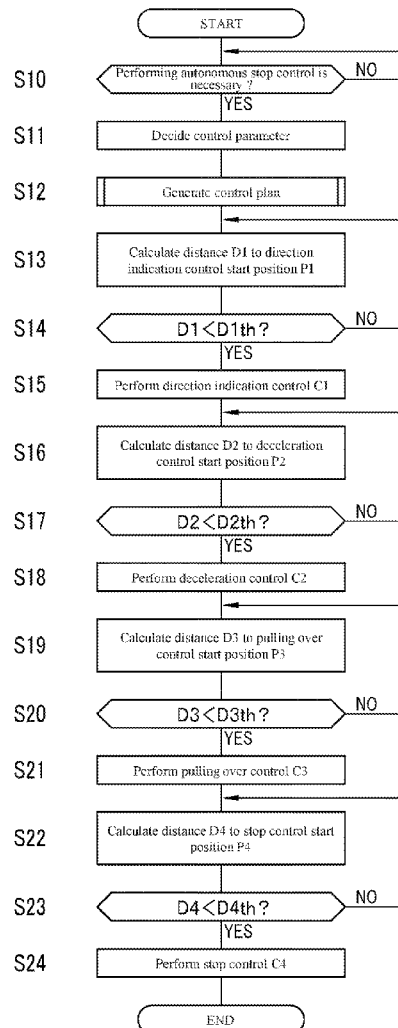 START
S10
Performing autonomous stop control is
necessary ?
NO
YES
S11
Decide control parameter
S12
Generate control plan
S13
Calculate distance D1 to direction
indication control start position P1
S14
D1<D1th?
NO
YES
S15
Perform direction indication control C1
S16
Calculate distance D2 to deceleration
control start position P2
S17
D2<D2th?
NO
YES
S18
Perform deceleration control C2
S19
Calculate distance D3 to pulling over
control start position P3
S20
D3<D3th?
NO
YES
S21
Perform pulling over control C3
S22
Calculate distance D4 to stop control start
position P4
S23
D4<D4th?
NO
YES
S24
Perform stop control C4
END